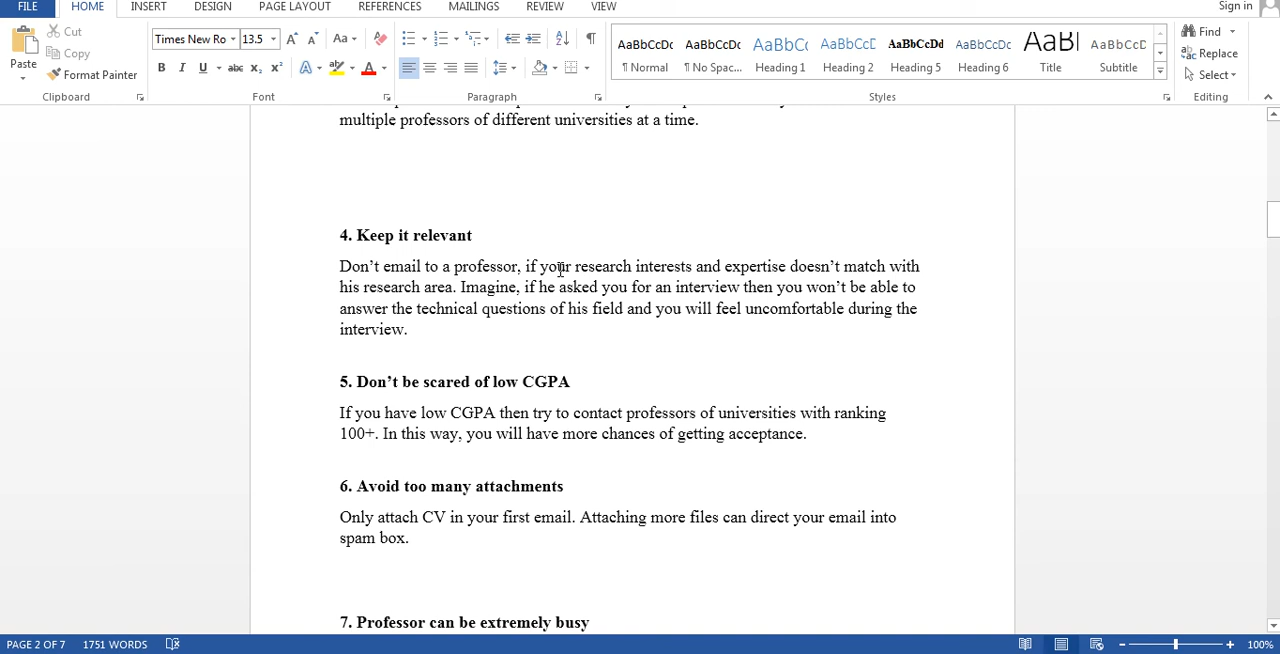 FILE HOME INSERT DESIGN PAGE LAYOUT REFERENCES MAILINGS REVIEW VIEW Sign in
Cut
Copy
Paste
Format Painter
Clipboard
Times New Ro 13.5
Font
Paragraph
AaBbCcDc AaBbCcDc AaBbCc AaBbCcD AaBbCcDd AaBbCcDc AaBl AaBbCcD
¶ Normal ¶ No Spac... Heading 1 Heading 2 Heading 5 Heading 6 Title Subtitle
Styles
Find
Replace
Select
Editing
multiple professors of different universities at a time.
4. Keep it relevant
Don’t email to a professor, if your research interests and expertise doesn’t match with
his research area. Imagine, if he asked you for an interview then you won’t be able to
answer the technical questions of his field and you will feel uncomfortable during the
interview.
5. Don’t be scared of low CGPA
If you have low CGPA then try to contact professors of universities with ranking
100+. In this way, you will have more chances of getting acceptance.
6. Avoid too many attachments
Only attach CV in your first email. Attaching more files can direct your email into
spam box.
7. Professor can be extremely busy
PAGE 2 OF 7 1751 WORDS 100%